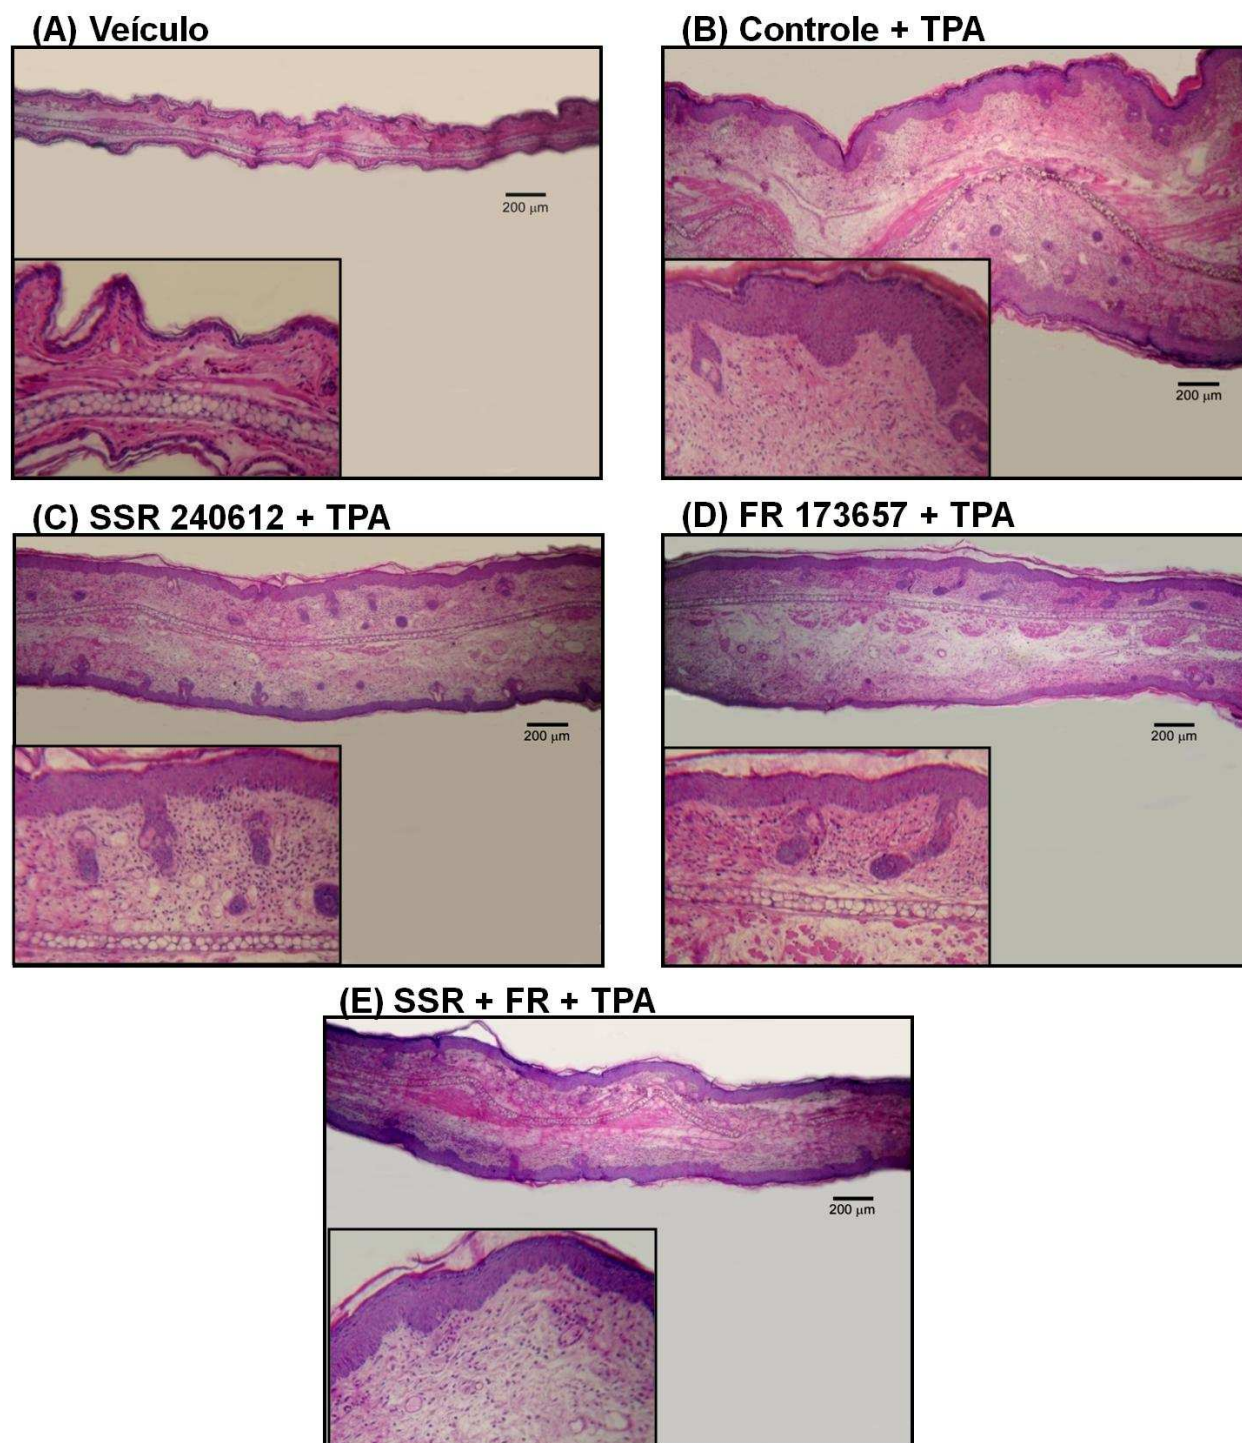 (A) Veículo
(B) Controle + TPA
200 μm
200 μm
(C) SSR 240612 + TPA
(D) FR 173657 + TPA
200 μm
200 μm
(E) SSR + FR + TPA
200 μm